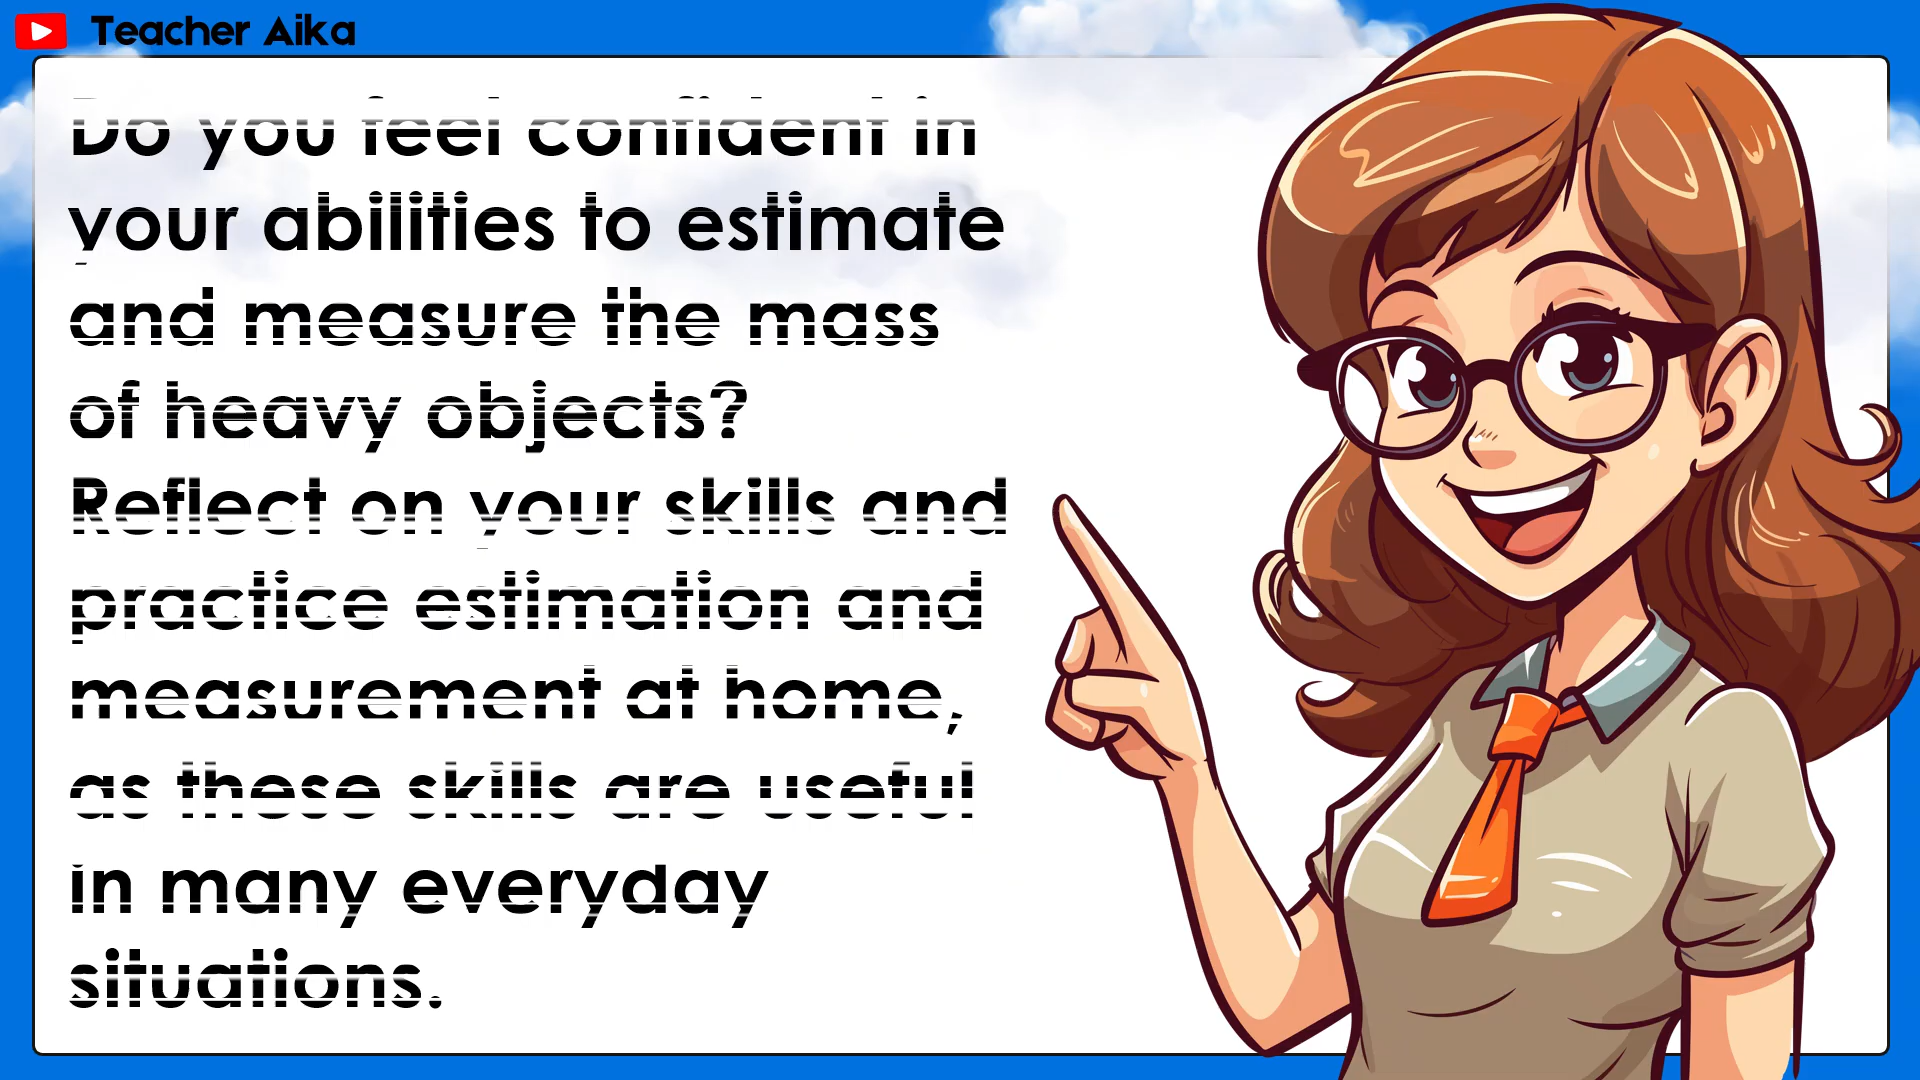 Teacher Aika
Do you feel confident in
your abilities to estimate
and measure the mass
of heavy objects?
Reflect on your skills and
practice estimation and
measurement at home,
as these skills are useful
in many everyday
situations.